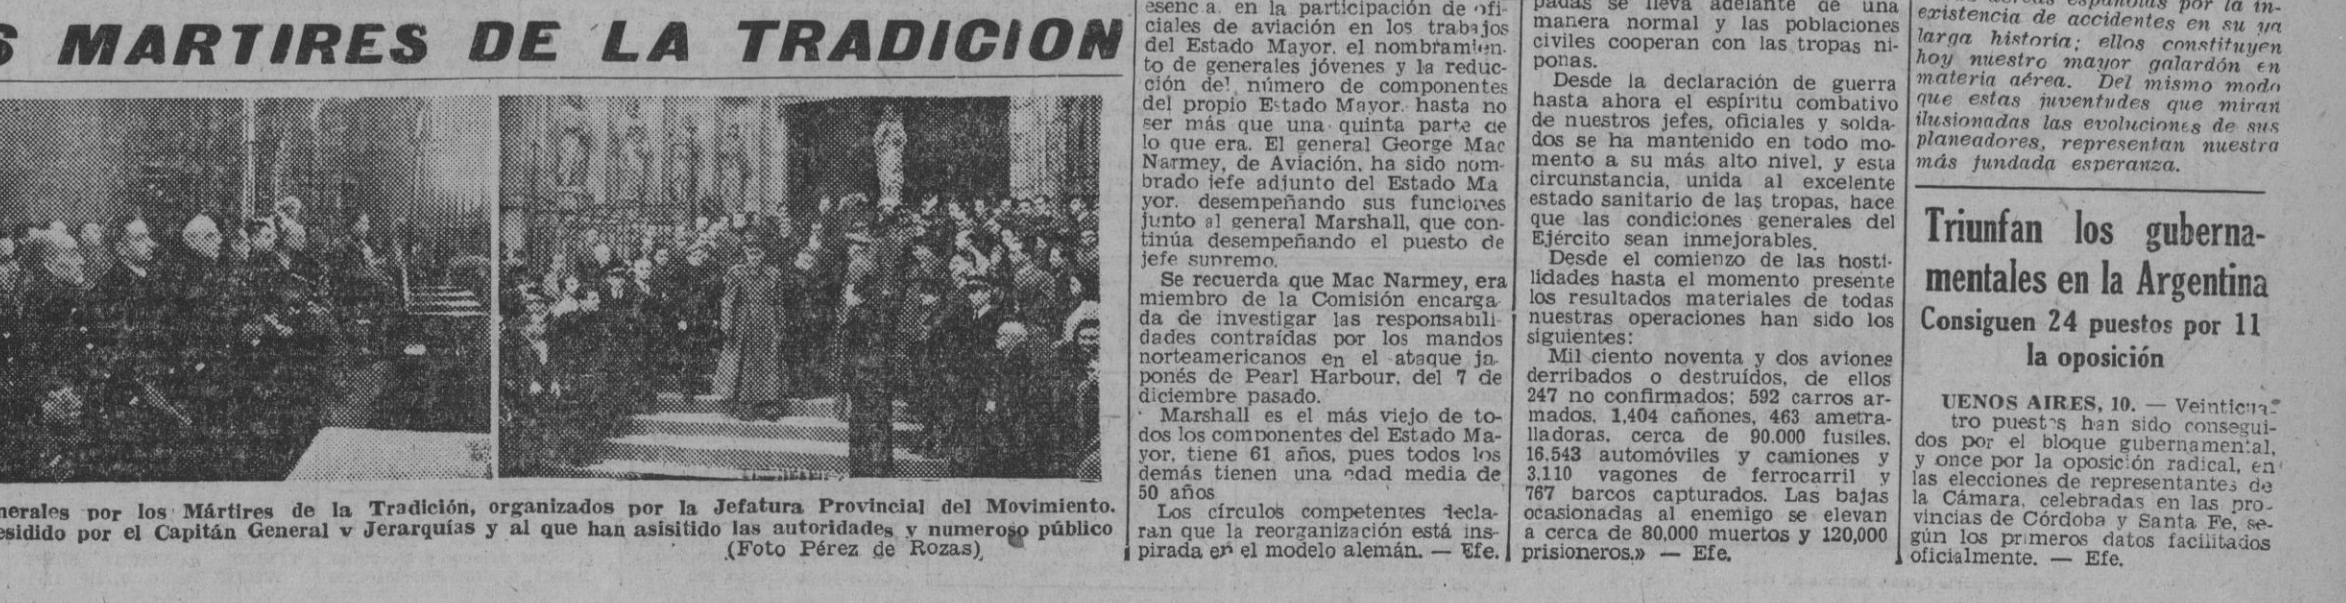 MARTIRES DE LA TRADICION
nerales por los Mártires de la Tradición, organizados por la Jefatura Provincial del Movimiento.
esidido por el Capitán General y Jerarquías y al que han asisitido las autoridades y numeroso público
(Foto Pérez de Rozas)
esenc.a. en la participación de ofi-
ciales de aviación en los trabajos
del Estado Mayor, el nombramien-
to de generales jóvenes y la reduc-
ción del número de componentes
del propio Estado Mayor, hasta no
ser más que una quinta parte de
lo que era. El general George Mac
Narmey, de Aviación, ha sido nom-
brado jefe adjunto del Estado Ma
yor, desempeñando sus funciones
junto al general Marshall, que con-
tinúa desempeñando el puesto de
jefe supremo.
Se recuerda que Mac Narmey, era
miembro de la Comisión encarga-
da de investigar las responsabili-
dades contraídas por los mandos
norteamericanos en el ataque ja-
ponés de Pearl Harbour, del 7 de
diciembre pasado.
Marshall es el más viejo de to-
dos los componentes del Estado Ma-
yor, tiene 61 años, pues todos los
demás tienen una edad media de
50 años
Los círculos competentes decla-
ran que la reorganización está ins-
pirada en el modelo alemán. — Efe.
padas se lleva adelante de una
manera normal y las poblaciones
civiles cooperan con las tropas ni-
ponas.
Desde la declaración de guerra
hasta ahora el espíritu combativo
de nuestros jefes, oficiales y solda-
dos se ha mantenido en todo mo-
mento a su más alto nivel, y esta
circunstancia, unida al excelente
estado sanitario de las tropas, hace
que las condiciones generales del
Ejército sean inmejorables.
Desde el comienzo de las hosti-
lidades hasta el momento presente
los resultados materiales de todas
nuestras operaciones han sido los
siguientes:
Mil ciento noventa y dos aviones
derribados o destruídos, de ellos
247 no confirmados; 592 carros ar-
mados, 1,404 cañones, 463 ametra-
lladoras, cerca de 90.000 fusiles,
16.543 automóviles y camiones y
3.110 vagones de ferrocarril y
767 barcos capturados. Las bajas
ocasionadas al enemigo se elevan
a cerca de 80,000 muertos y 120,000
prisioneros.» — Efe.
españolas por la in-
existencia de accidentes en su ya
larga historia; ellos constituyen
hoy nuestro mayor galardón en
materia aérea. Del mismo modo
que estas juventudes que miran
ilusionadas las evoluciones de sus
planeadores, representan nuestra
más fundada esperanza.
Triunfan los guberna-
mentales en la Argentina
Consiguen 24 puestos por 11
la oposición
UENOS AIRES, 10. — Veinticua-
tro puestos han sido consegui-
dos por el bloque gubernamental,
y once por la oposición radical, en
las elecciones de representantes de
la Cámara, celebradas en las pro-
vincias de Córdoba y Santa Fe, se-
gún los primeros datos facilitados
oficialmente. — Efe.